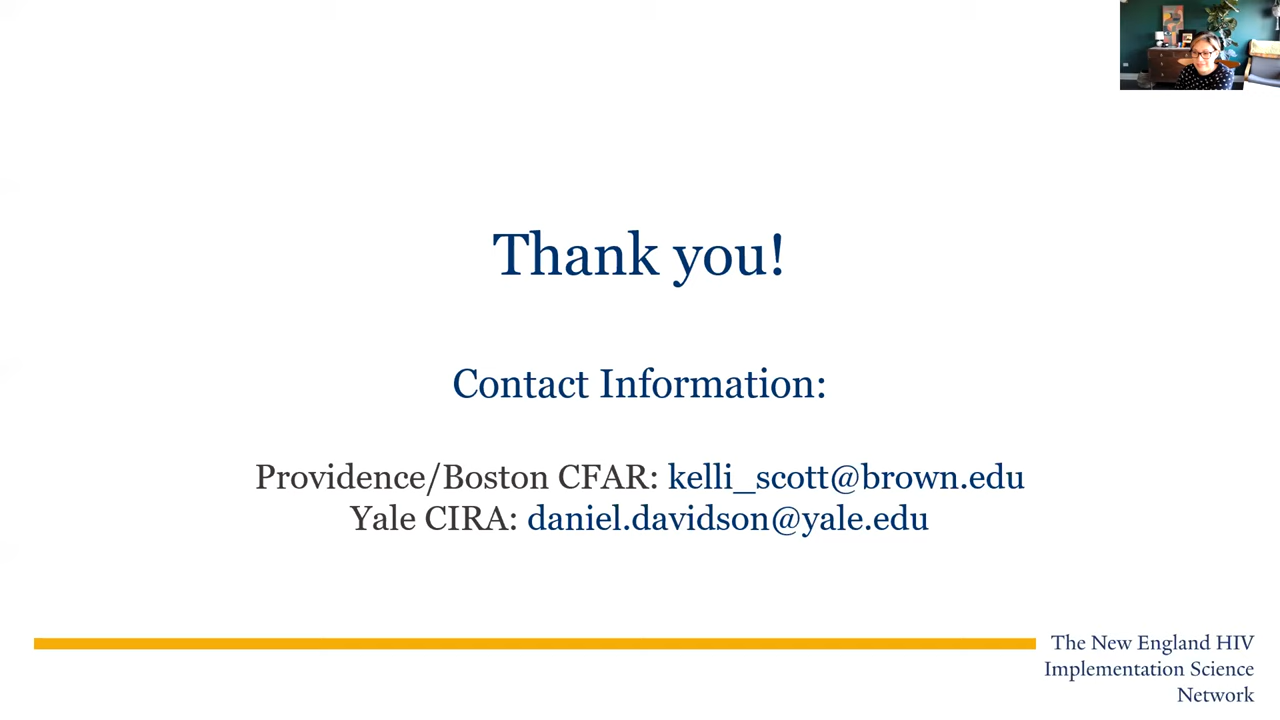 Thank you!
Contact Information:
Providence/Boston CFAR: kelli_scott@brown.edu
Yale CIRA: daniel.davidson@yale.edu
The New England HIV
Implementation Science
Network